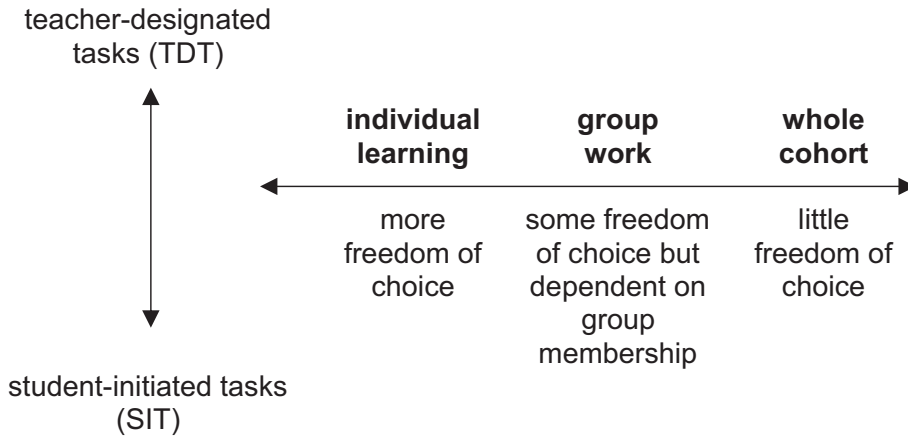 teacher-designated
tasks (TDT)
individual
learning
group
work
whole
cohort
more
freedom of
choice
some freedom
of choice but
dependent on
group
membership
little
freedom of
choice
student-initiated tasks
(SIT)